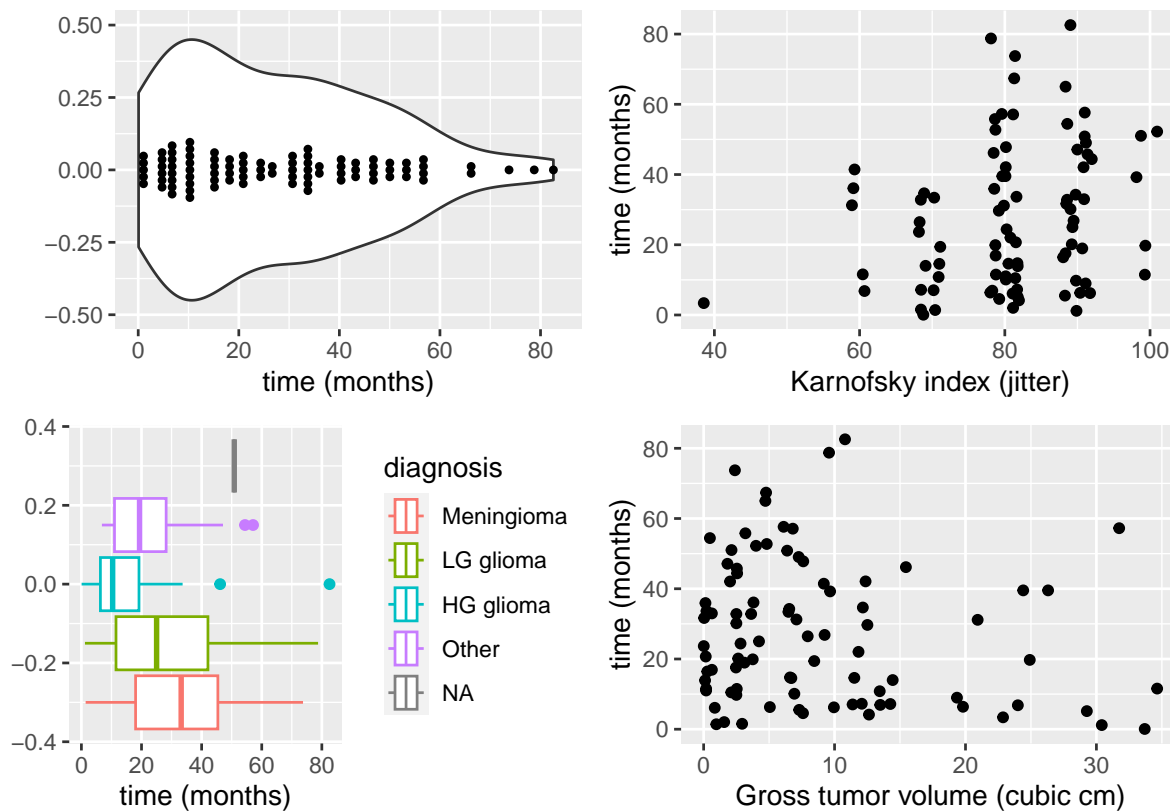 0.50
0.25
0.00
−0.25
−0.50
0 20 40 60 80
time (months)
80
60
40
20
0
time (months)
40 60 80 100
Karnofsky index (jitter)
0.4
0.2
0.0
−0.2
−0.4
0 20 40 60 80
time (months)
diagnosis
Meningioma
LG glioma
HG glioma
Other
NA
80
60
40
20
0
time (months)
0 10 20 30
Gross tumor volume (cubic cm)